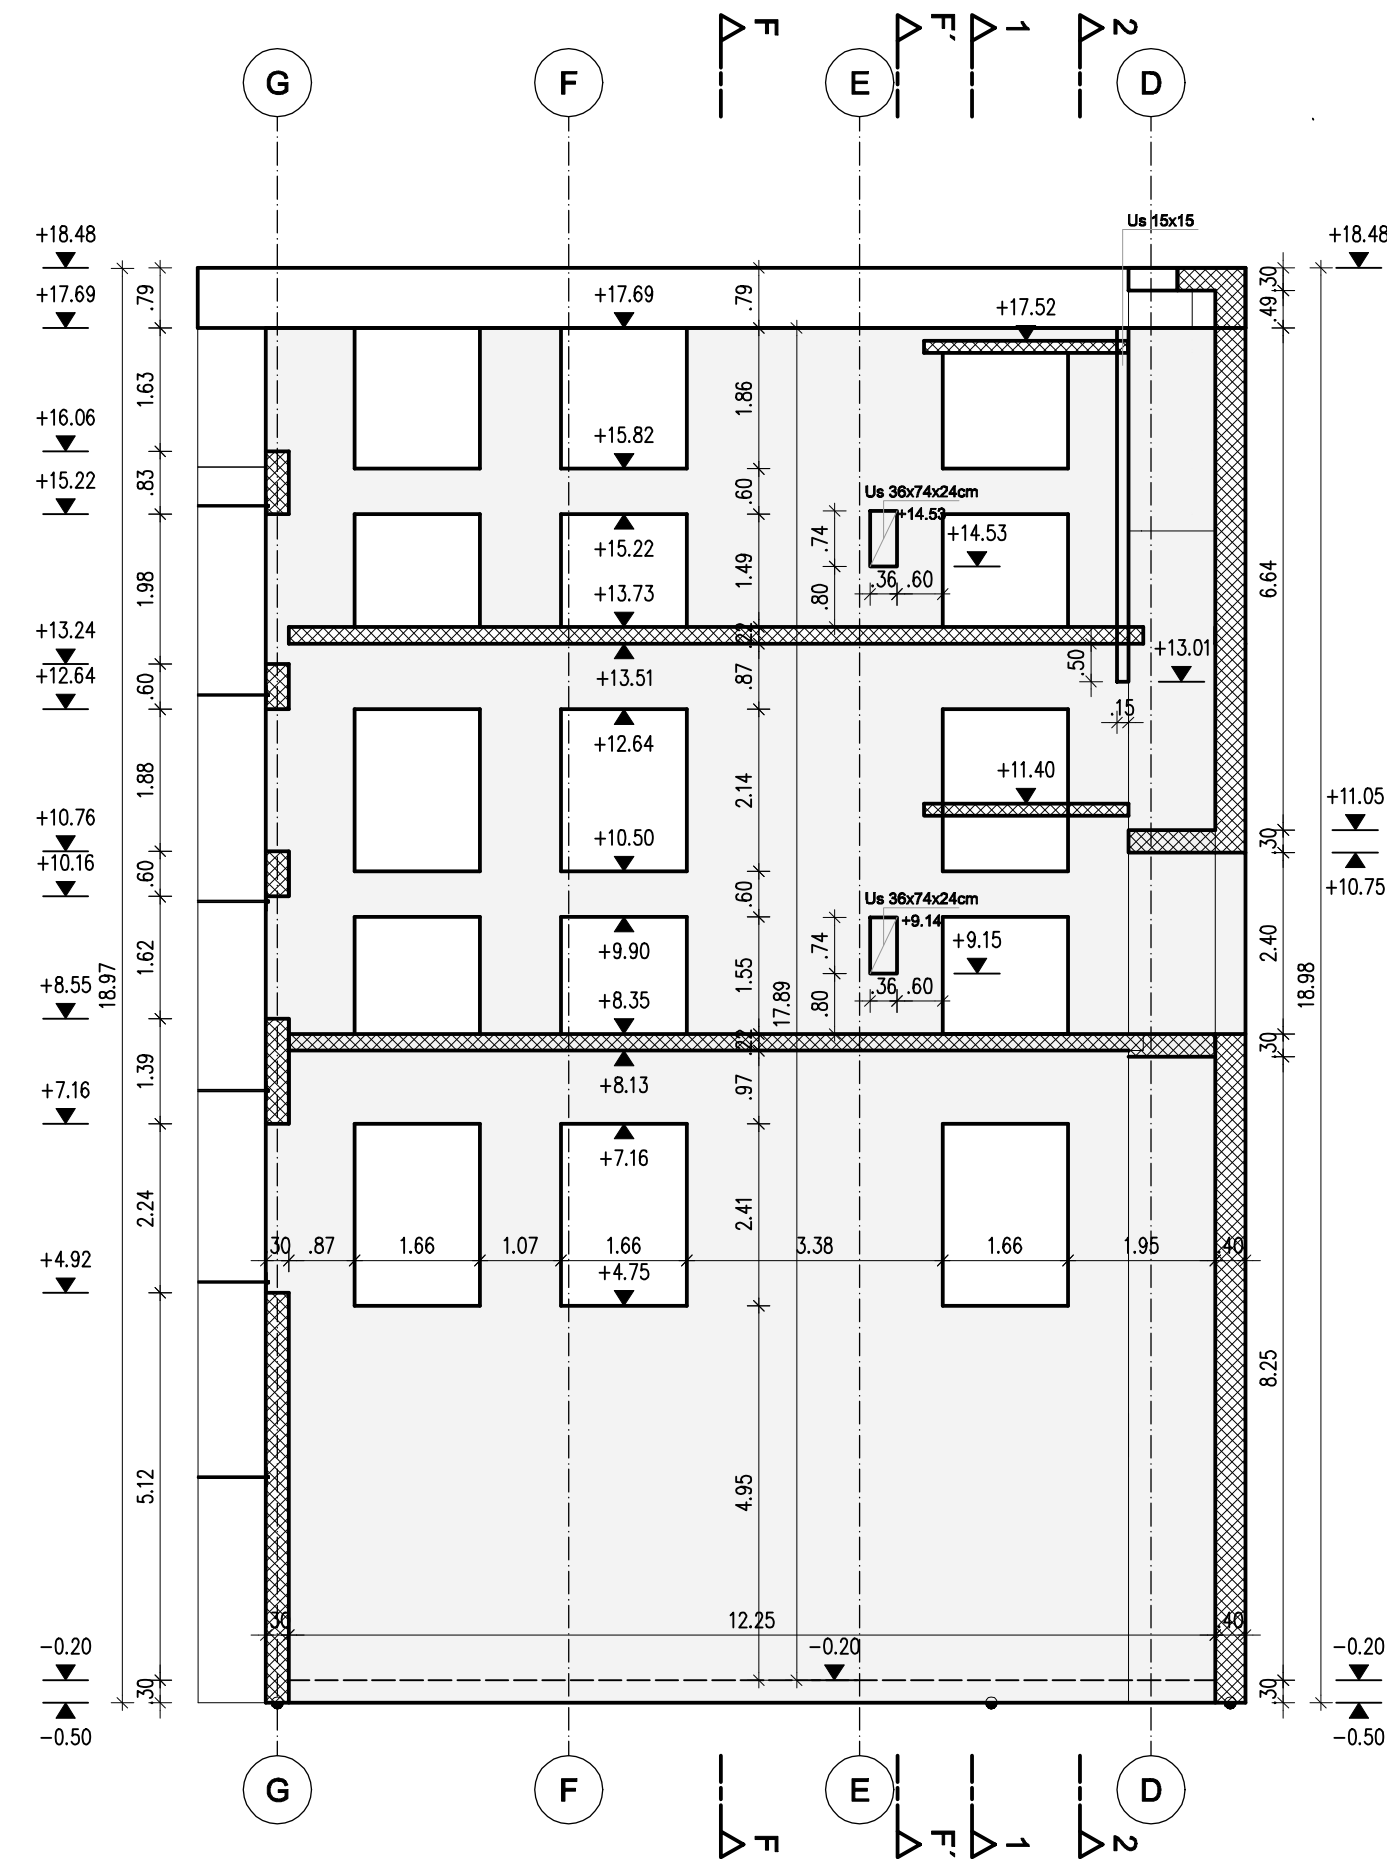 F F' 1 2
G F E D
Us 15x15
+18.48 +18.48
+17.69 .79 +17.69 .79 +17.52 .30
.49
1.63 1.86
+16.06 +15.82
+15.22 .83 .60 Us 36x74x24cm
+14.53
+15.22 .74 +14.53
1.98 1.49 .36 .60 6.64
+13.73 .80
+13.24 .22
+12.64 .60 +13.51 .87 .50 +13.01
.15
+12.64
1.88 2.14 +11.40
+10.76 +10.50 +11.05
+10.16 .60 .60 .30
Us 36x74x24cm +10.75
+9.14
+9.90 .74 +9.15
1.62 1.55 .36 .60 2.40
+8.55 18.97 +8.35 17.89 .80 18.98
.22 .30
1.39 +8.13 .97
+7.16
+7.16
2.24 2.41
.30 .87 1.66 1.07 1.66 3.38 1.66 1.95 .40
+4.92 +4.75
8.25
5.12 4.95
.30 12.25 .40
-0.20 -0.20 -0.20
.30 .30
-0.50 -0.50
G F E D
F F' 1 2